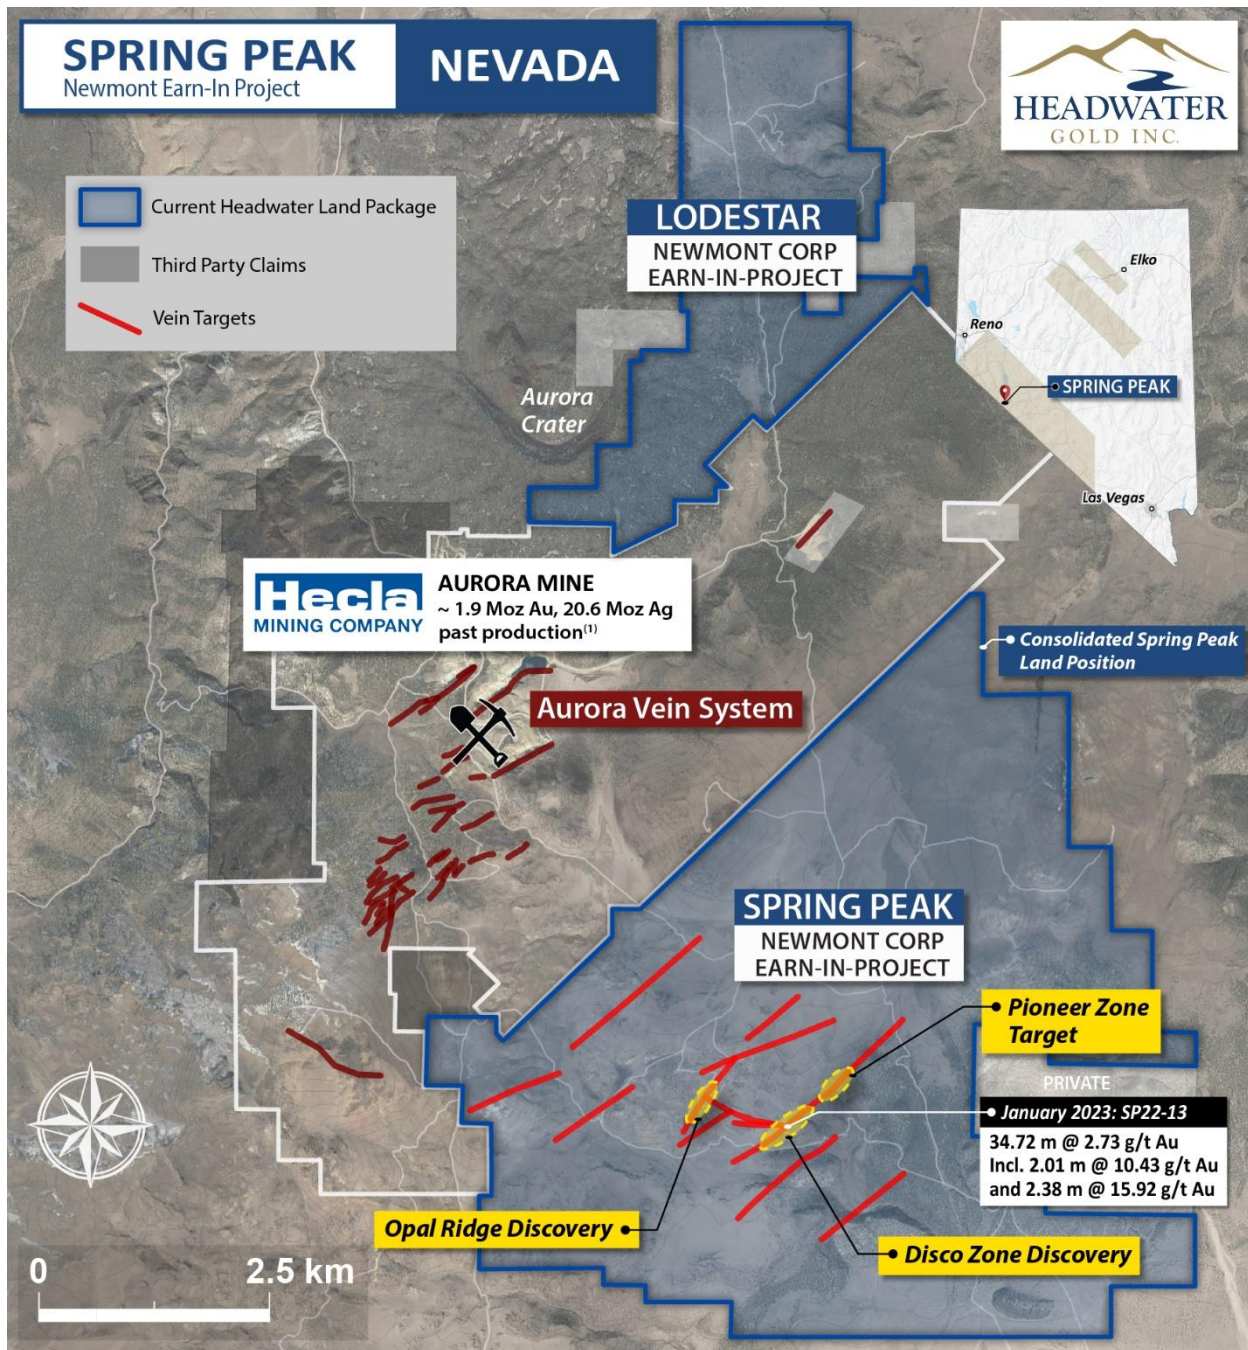 SPRING PEAK
Newmont Earn-In Project
NEVADA
HEADWATER
GOLD INC.
Current Headwater Land Package
Third Party Claims
Vein Targets
LODESTAR
NEWMONT CORP
EARN-IN-PROJECT
Elko
Reno
SPRING PEAK
Las Vegas
Aurora
Crater
Hecla
MINING COMPANY
AURORA MINE
~ 1.9 Moz Au, 20.6 Moz Ag
past production(1)
Consolidated Spring Peak
Land Position
Aurora Vein System
SPRING PEAK
NEWMONT CORP
EARN-IN-PROJECT
Pioneer Zone
Target
PRIVATE
January 2023: SP22-13
34.72 m @ 2.73 g/t Au
Incl. 2.01 m @ 10.43 g/t Au
and 2.38 m @ 15.92 g/t Au
Opal Ridge Discovery
Disco Zone Discovery
0
2.5 km